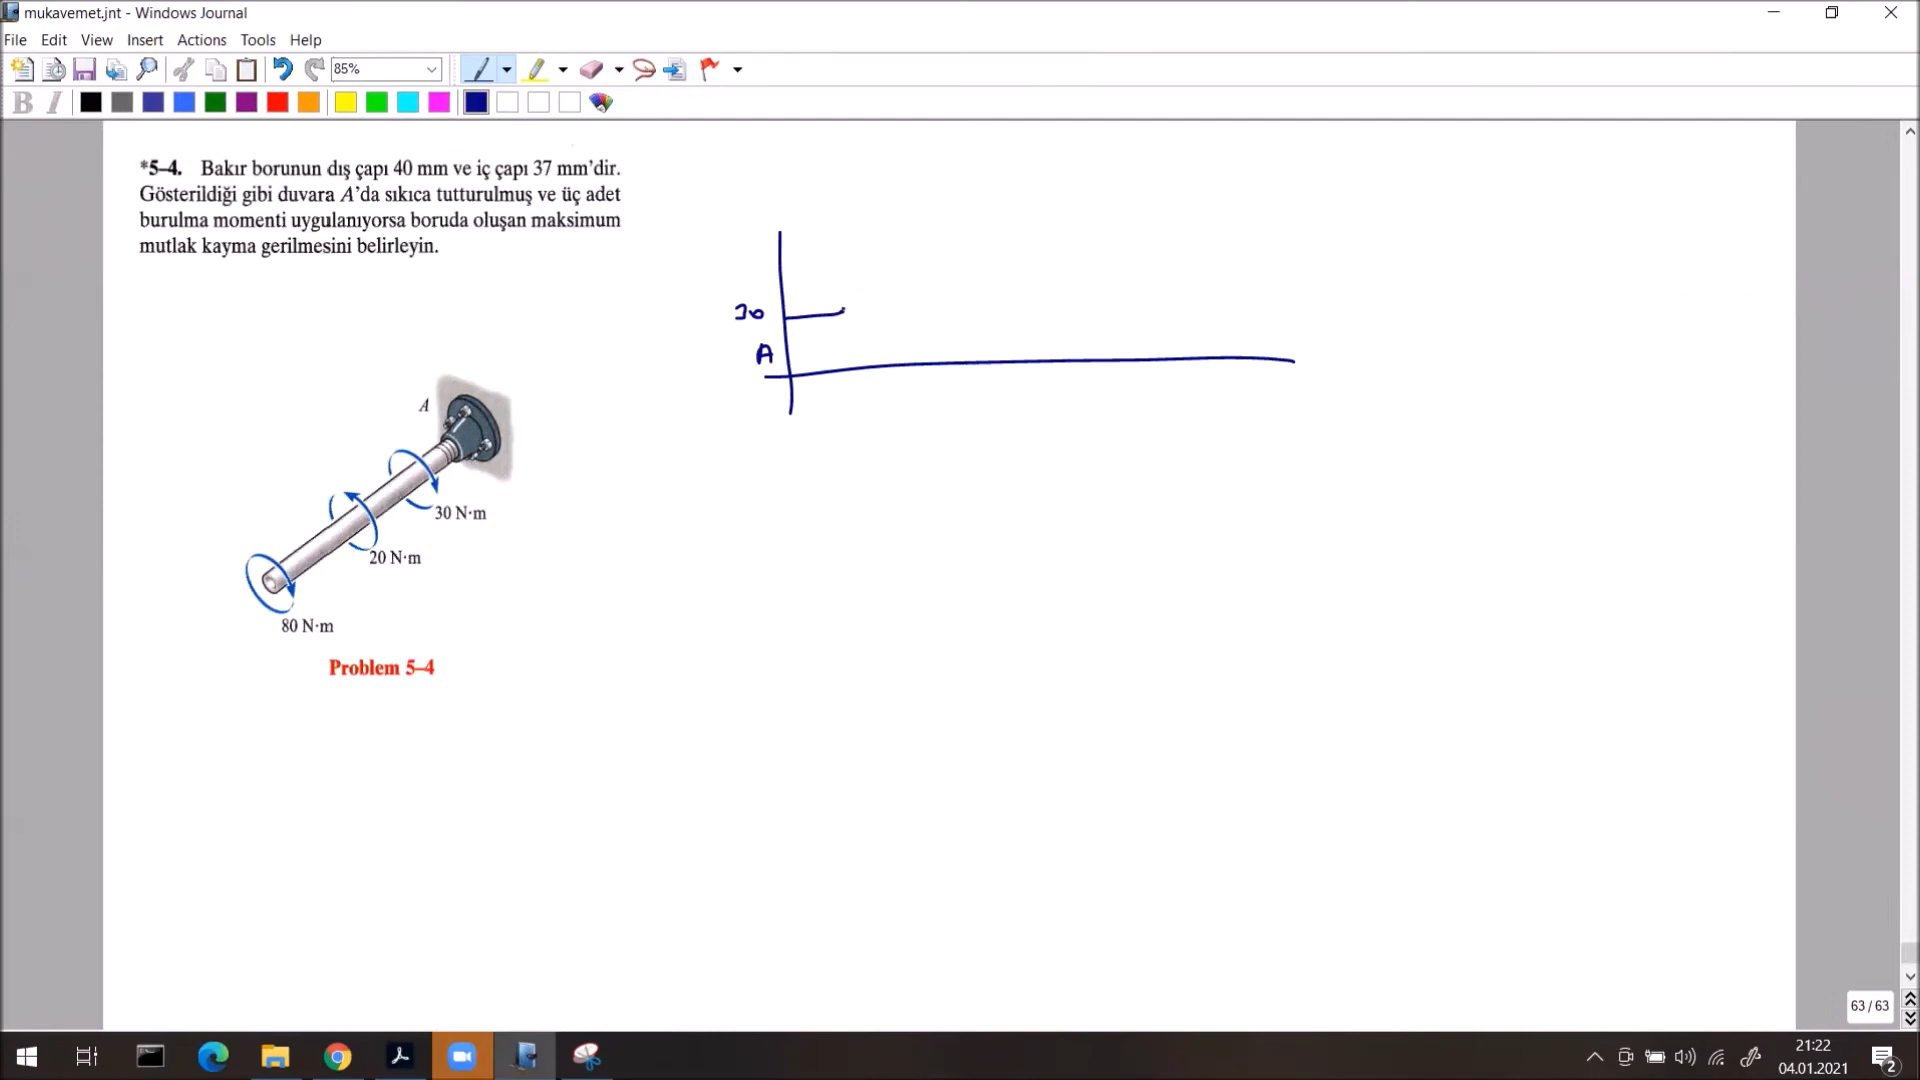 mukavemet.jnt - Windows Journal
File Edit View Insert Actions Tools Help
85%
B I
*5–4. Bakır borunun dış çapı 40 mm ve iç çapı 37 mm’dir.
Gösterildiği gibi duvara A’da sıkıca tutturulmuş ve üç adet
burulma momenti uygulanıyorsa boruda oluşan maksimum
mutlak kayma gerilmesini belirleyin.
30
A
A
30 N·m
20 N·m
80 N·m
Problem 5–4
63 / 63
21:22
04.01.2021
2